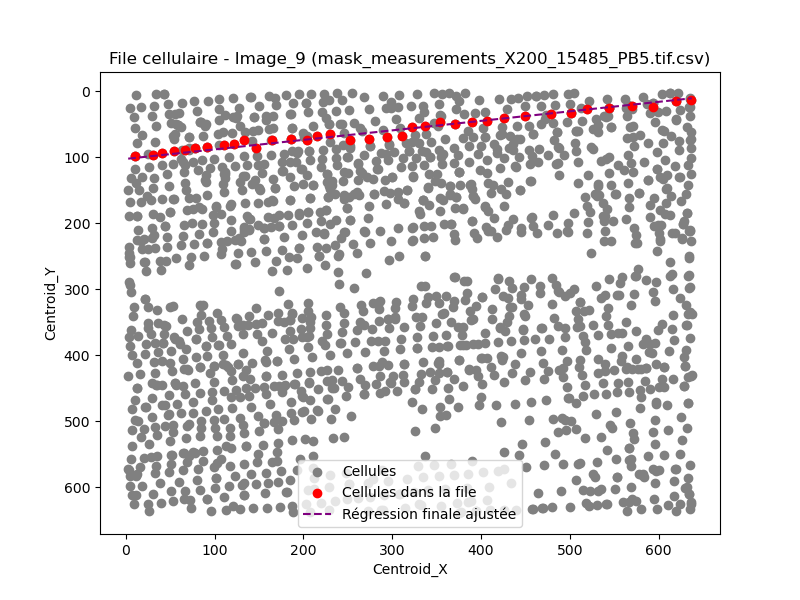 File cellulaire - Image_9 (mask_measurements_X200_15485_PB5.tif.csv)
0
100
200
300
400
500
600
Centroid_Y
Cellules
Cellules dans la file
Régression finale ajustée
0 100 200 300 400 500 600
Centroid_X